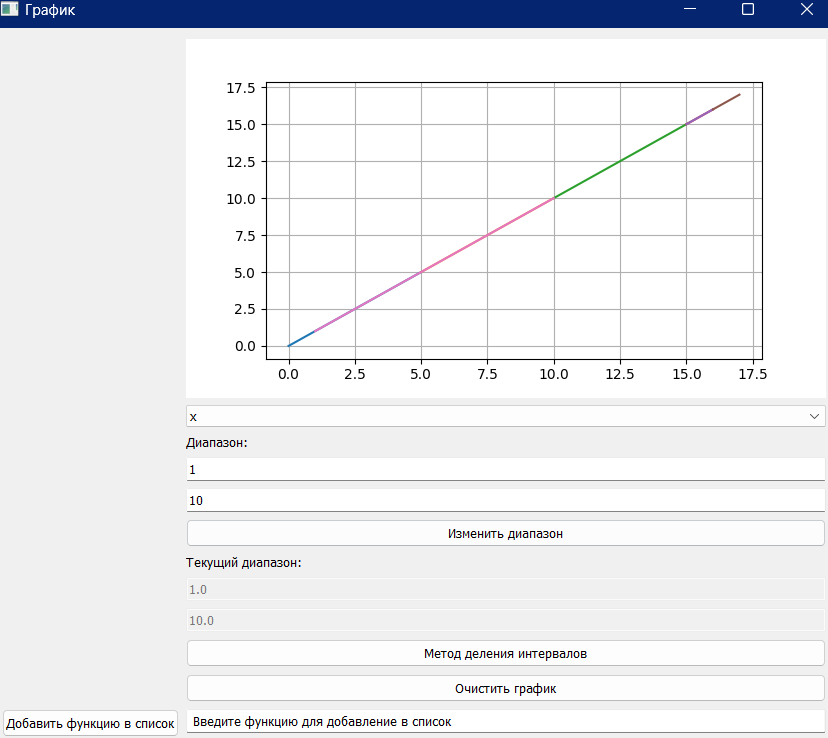 График
17.5
15.0
12.5
10.0
7.5
5.0
2.5
0.0
0.0 2.5 5.0 7.5 10.0 12.5 15.0 17.5
x
Диапазон:
1
10
Изменить диапазон
Текущий диапазон:
1.0
10.0
Метод деления интервалов
Очистить график
Добавить функцию в список Введите функцию для добавление в список